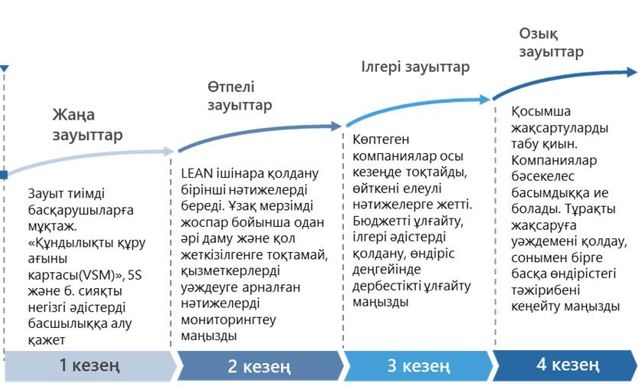 Жаңа
зауыттар
Зауыт тиімді
басқарушыларға
мұқтаж.
«Құндылықты құру
ағыны
картасы(VSM)», 5S
және б. сияқты
негізгі әдістерді
басшылыққа алу
қажет
1 кезең
Өтпелі
зауыттар
LEAN ішінара қолдану
бірінші нәтижелерді
береді. Ұзақ мерзімді
жоспар бойынша одан
әрі даму және қол
жеткізілгенге тоқтамай,
қызметкерлерді
уәждеуге арналған
нәтижелерді
мониторингтеу
маңызды
2 кезең
Ілгері зауыттар
Көптеген
компаниялар осы
кезеңде тоқтайды,
өйткені елеулі
нәтижелерге жетті.
Бюджетті ұлғайту,
ілгері әдістерді
қолдану, өндіріс
деңгейінде
дербестікті ұлғайту
маңызды
3 кезең
Озық
зауыттар
Қосымша
жақсартуларды
табу қиын.
Компаниялар
бәсекелес
басымдыққа ие
болады. Тұрақты
жақсаруға
уәждемені қолдау,
сонымен бірге
басқа өндірістегі
тәжірибені
кеңейту маңызды
4 кезең